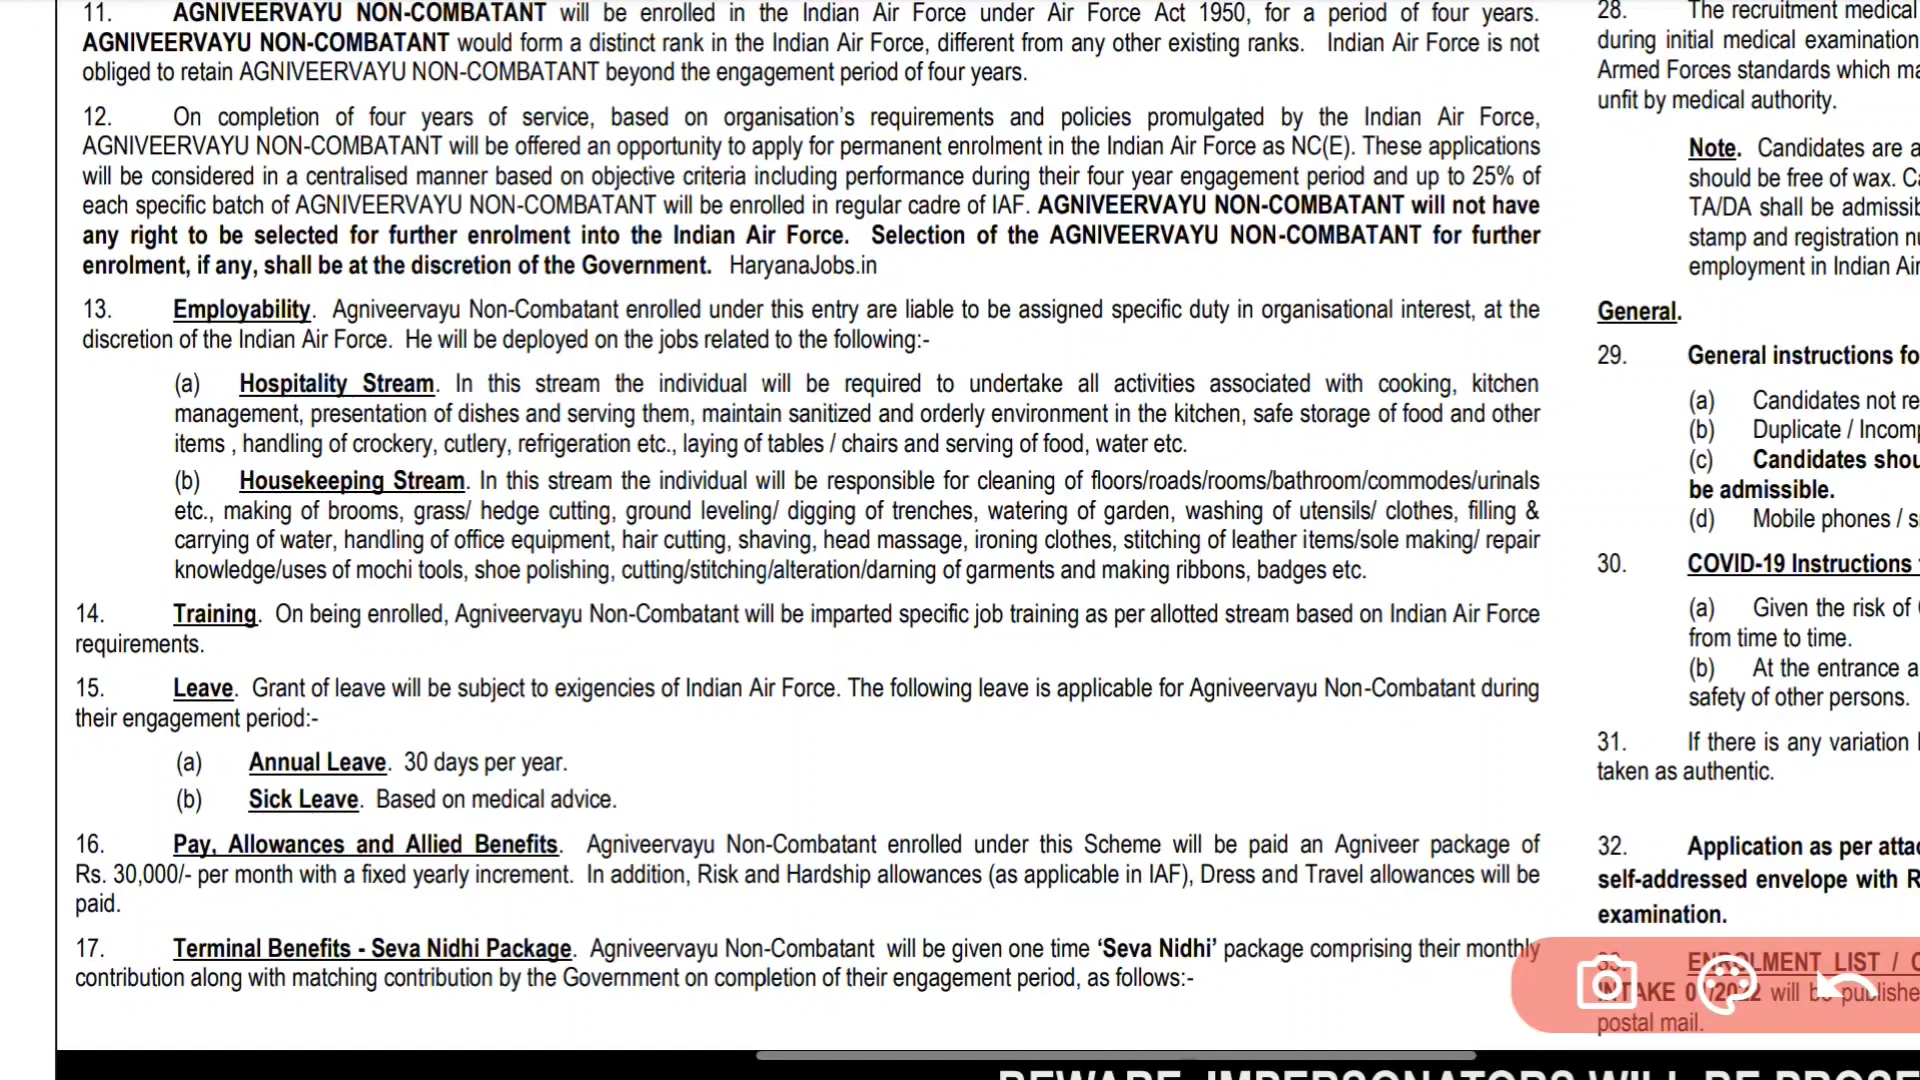 11. AGNIVEERVAYU NON-COMBATANT will be enrolled in the Indian Air Force under Air Force Act 1950, for a period of four years.
AGNIVEERVAYU NON-COMBATANT would form a distinct rank in the Indian Air Force, different from any other existing ranks. Indian Air Force is not
obliged to retain AGNIVEERVAYU NON-COMBATANT beyond the engagement period of four years.
12. On completion of four years of service, based on organisation's requirements and policies promulgated by the Indian Air Force,
AGNIVEERVAYU NON-COMBATANT will be offered an opportunity to apply for permanent enrolment in the Indian Air Force as NC(E). These applications
will be considered in a centralised manner based on objective criteria including performance during their four year engagement period and up to 25% of
each specific batch of AGNIVEERVAYU NON-COMBATANT will be enrolled in regular cadre of IAF. AGNIVEERVAYU NON-COMBATANT will not have
any right to be selected for further enrolment into the Indian Air Force. Selection of the AGNIVEERVAYU NON-COMBATANT for further
enrolment, if any, shall be at the discretion of the Government. HaryanaJobs.in
13. Employability. Agniveervayu Non-Combatant enrolled under this entry are liable to be assigned specific duty in organisational interest, at the
discretion of the Indian Air Force. He will be deployed on the jobs related to the following:-
(a) Hospitality Stream. In this stream the individual will be required to undertake all activities associated with cooking, kitchen
management, presentation of dishes and serving them, maintain sanitized and orderly environment in the kitchen, safe storage of food and other
items , handling of crockery, cutlery, refrigeration etc., laying of tables / chairs and serving of food, water etc.
(b) Housekeeping Stream. In this stream the individual will be responsible for cleaning of floors/roads/rooms/bathroom/commodes/urinals
etc., making of brooms, grass/ hedge cutting, ground leveling/ digging of trenches, watering of garden, washing of utensils/ clothes, filling &
carrying of water, handling of office equipment, hair cutting, shaving, head massage, ironing clothes, stitching of leather items/sole making/ repair
knowledge/uses of mochi tools, shoe polishing, cutting/stitching/alteration/darning of garments and making ribbons, badges etc.
14. Training. On being enrolled, Agniveervayu Non-Combatant will be imparted specific job training as per allotted stream based on Indian Air Force
requirements.
15. Leave. Grant of leave will be subject to exigencies of Indian Air Force. The following leave is applicable for Agniveervayu Non-Combatant during
their engagement period:-
(a) Annual Leave. 30 days per year.
(b) Sick Leave. Based on medical advice.
16. Pay, Allowances and Allied Benefits. Agniveervayu Non-Combatant enrolled under this Scheme will be paid an Agniveer package of
Rs. 30,000/- per month with a fixed yearly increment. In addition, Risk and Hardship allowances (as applicable in IAF), Dress and Travel allowances will be
paid.
17. Terminal Benefits - Seva Nidhi Package. Agniveervayu Non-Combatant will be given one time 'Seva Nidhi' package comprising their monthly
contribution along with matching contribution by the Government on completion of their engagement period, as follows:-
28. The recruitment medical
during initial medical examination
Armed Forces standards which
unfit by medical authority.
Note. Candidates are
should be free of wax.
TA/DA shall be
stamp and registration
employment in Indian
General.
29. General instructions
(a) Candidates not
(b) Duplicate /
(c) Candidates
be admissible.
(d) Mobile phones /
30. COVID-19 Instructions
(a) Given the risk of
from time to time.
(b) At the entrance
safety of other persons.
31. If there is any variation
taken as authentic.
32. Application as per
self-addressed envelope with
examination.
33. ENROLMENT LIST /
INTAKE will be
postal mail.
BEWARE, IMPERSONATORS WILL BE